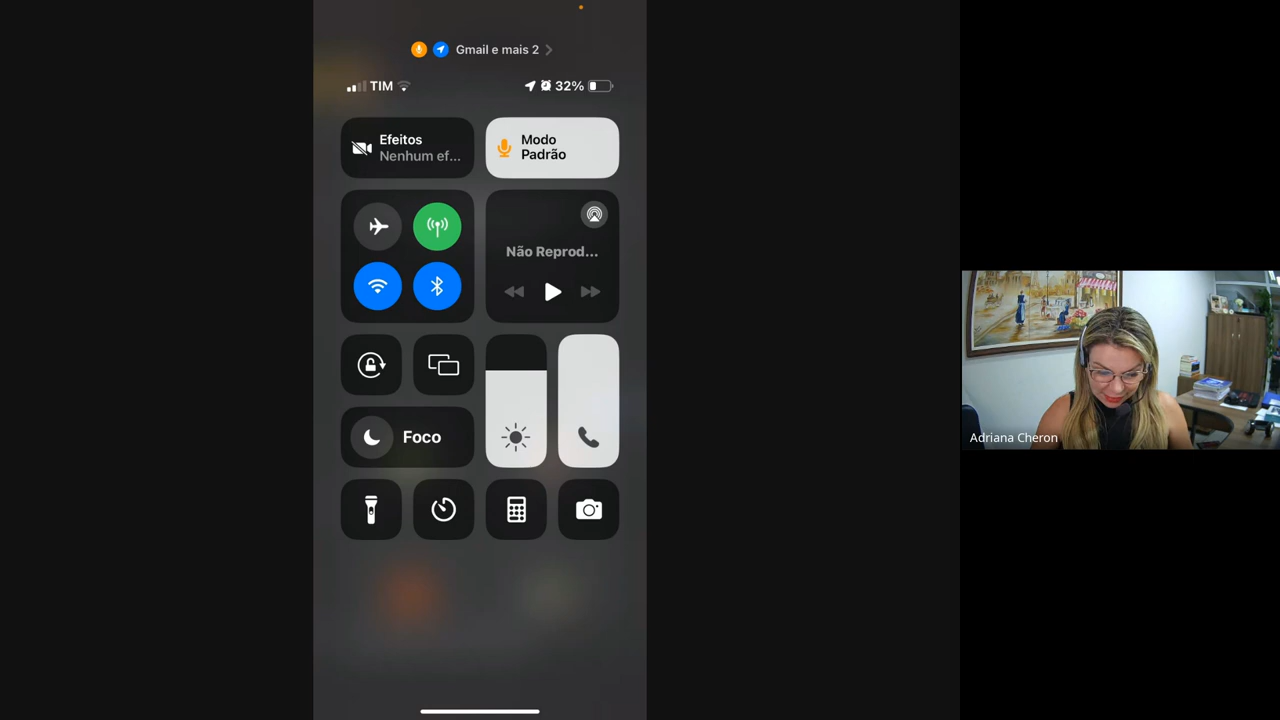 Gmail e mais 2
TIM
32%
Efeitos
Nenhum ef...
Modo
Padrão
Não Reprod...
Foco
Adriana Cheron